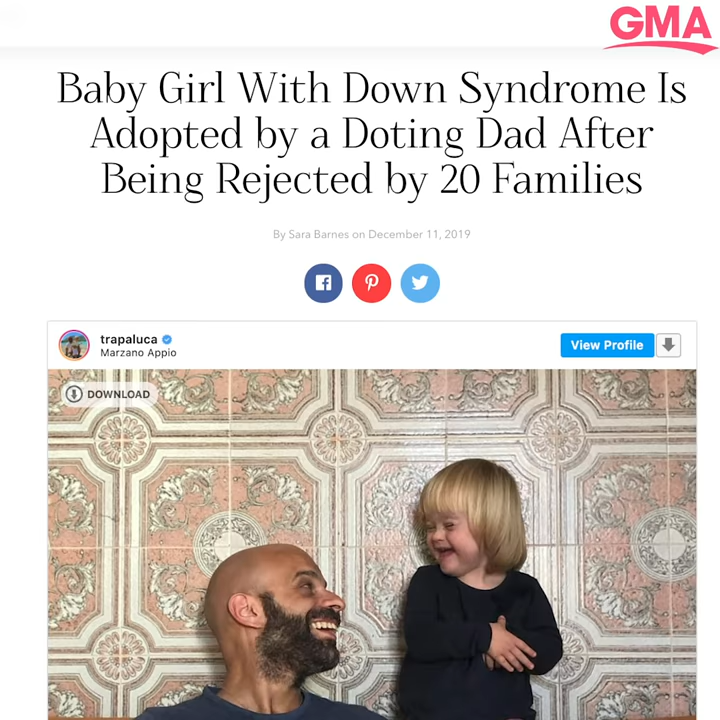 GMA
Baby Girl With Down Syndrome Is
Adopted by a Doting Dad After
Being Rejected by 20 Families
By Sara Barnes on December 11, 2019
trapaluca
Marzano Appio
View Profile
DOWNLOAD